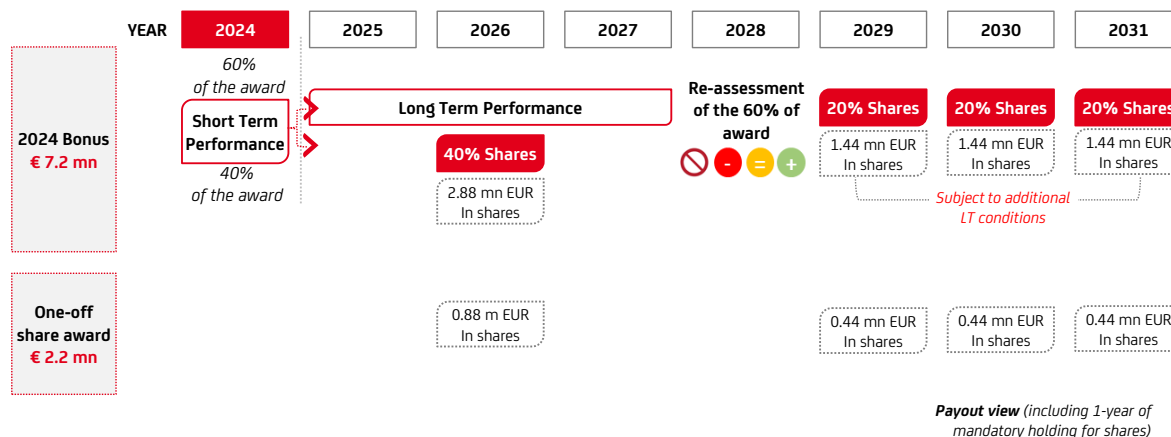 YEAR 2024 2025 2026 2027 2028 2029 2030 2031
60%
of the award
Short Term
Performance
40%
of the award
Long Term Performance
Re-assessment
of the 60% of
award
- = +
2024 Bonus
€ 7.2 mn
40% Shares
2.88 mn EUR
In shares
20% Shares
1.44 mn EUR
In shares
20% Shares
1.44 mn EUR
In shares
20% Shares
1.44 mn EUR
In shares
Subject to additional
LT conditions
One-off
share award
€ 2.2 mn
0.88 m EUR
In shares
0.44 mn EUR
In shares
0.44 mn EUR
In shares
0.44 mn EUR
In shares
Payout view (including 1-year of
mandatory holding for shares)